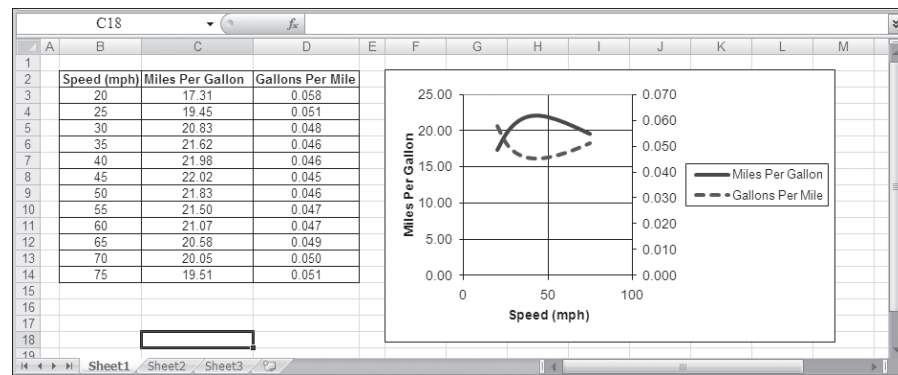 C18 fx
A B C D E F G H I J K L M
1
2 Speed (mph) Miles Per Gallon Gallons Per Mile
3 20 17.31 0.058
4 25 19.45 0.051
5 30 20.83 0.048
6 35 21.62 0.046
7 40 21.98 0.046
8 45 22.02 0.045
9 50 21.83 0.046
10 55 21.50 0.047
11 60 21.07 0.047
12 65 20.58 0.049
13 70 20.05 0.050
14 75 19.51 0.051
15
16
17
18
19
25.00
20.00
15.00
10.00
5.00
0.00
Miles Per Gallon
0.070
0.060
0.050
0.040
0.030
0.020
0.010
0.000
0 50 100
Speed (mph)
Miles Per Gallon
Gallons Per Mile
Sheet1 Sheet2 Sheet3